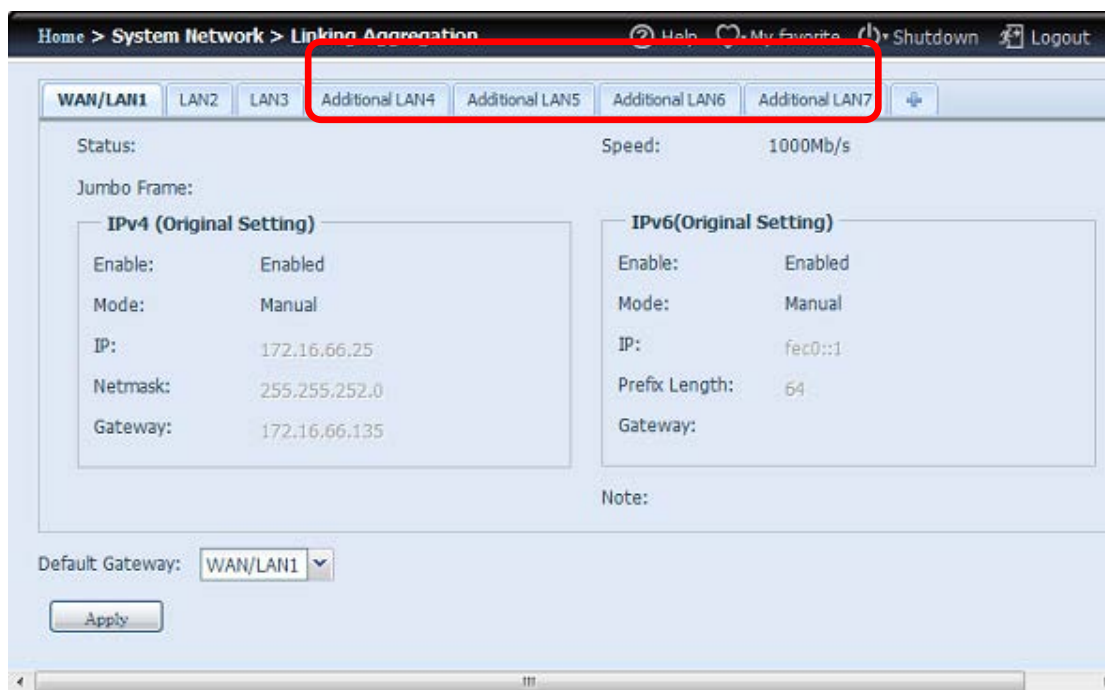 Home > System Network > Linking Aggregation
Help My favorite Shutdown Logout
WAN/LAN1 LAN2 LAN3 Additional LAN4 Additional LAN5 Additional LAN6 Additional LAN7
Status: Speed: 1000Mb/s
Jumbo Frame:
IPv4 (Original Setting)
Enable: Enabled
Mode: Manual
IP: 172.16.66.25
Netmask: 255.255.252.0
Gateway: 172.16.66.135
IPv6(Original Setting)
Enable: Enabled
Mode: Manual
IP: fec0::1
Prefix Length: 64
Gateway:
Note:
Default Gateway: WAN/LAN1
Apply